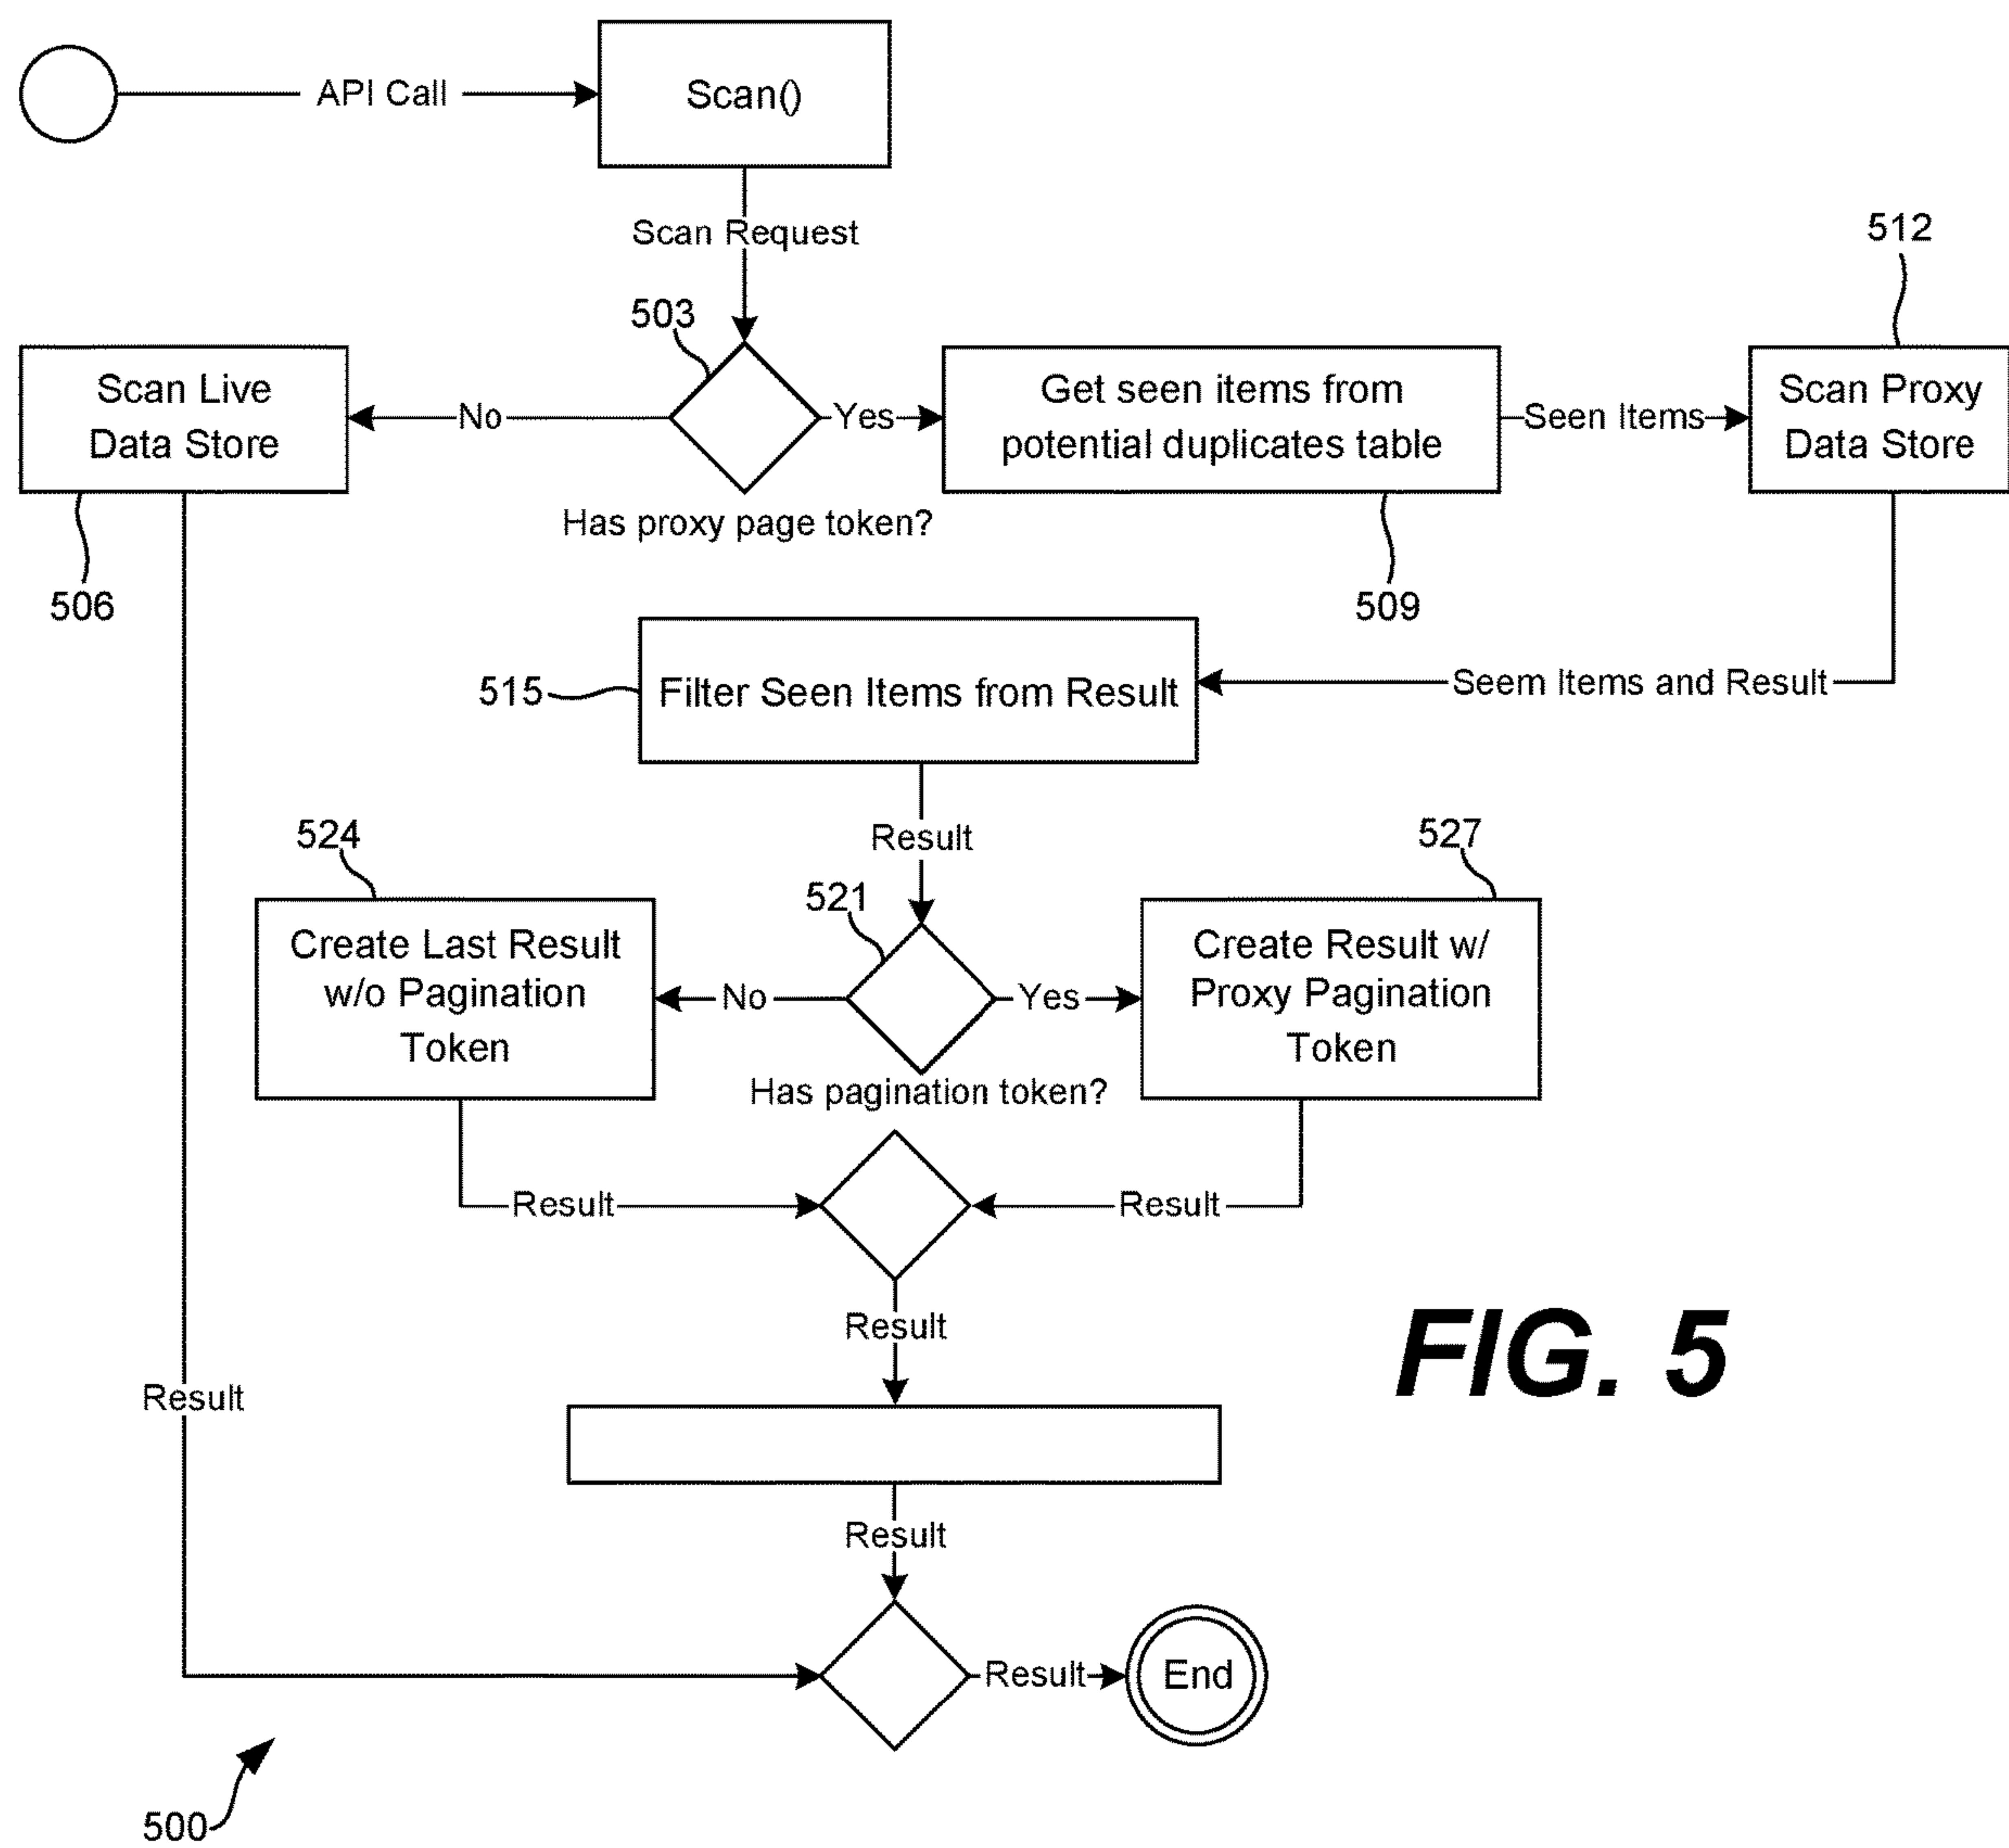 API Call
Scan()
Scan Request
512
503
Scan Live
Data Store
No
Yes
Get seen items from
potential duplicates table
Seen Items
Scan Proxy
Data Store
Has proxy page token?
506
509
515
Filter Seen Items from Result
Seem Items and Result
Result
524
527
521
Create Last Result
w/o Pagination
Token
No
Yes
Create Result w/
Proxy Pagination
Token
Has pagination token?
Result
Result
Result
FIG. 5
Result
Result
Result
End
500